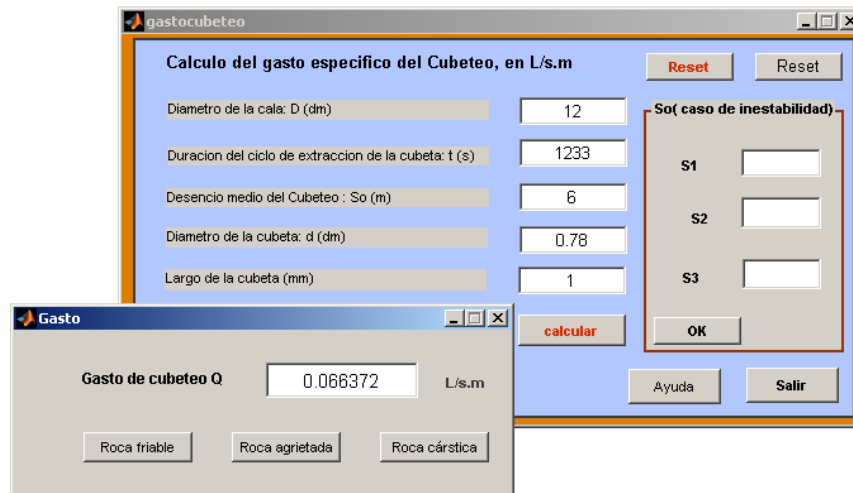 gastocubeteo
Calculo del gasto especifico del Cubeteo, en L/s.m
Reset
Reset
Diametro de la cala: D (dm)
12
Duracion del ciclo de extraccion de la cubeta: t (s)
1233
Desencio medio del Cubeteo : So (m)
6
Diametro de la cubeta: d (dm)
0.78
Largo de la cubeta (mm)
1
calcular
So( caso de inestabilidad)
S1
S2
S3
OK
Ayuda
Salir
Gasto
Gasto de cubeteo Q
0.066372
L/s.m
Roca friable
Roca agrietada
Roca cárstica